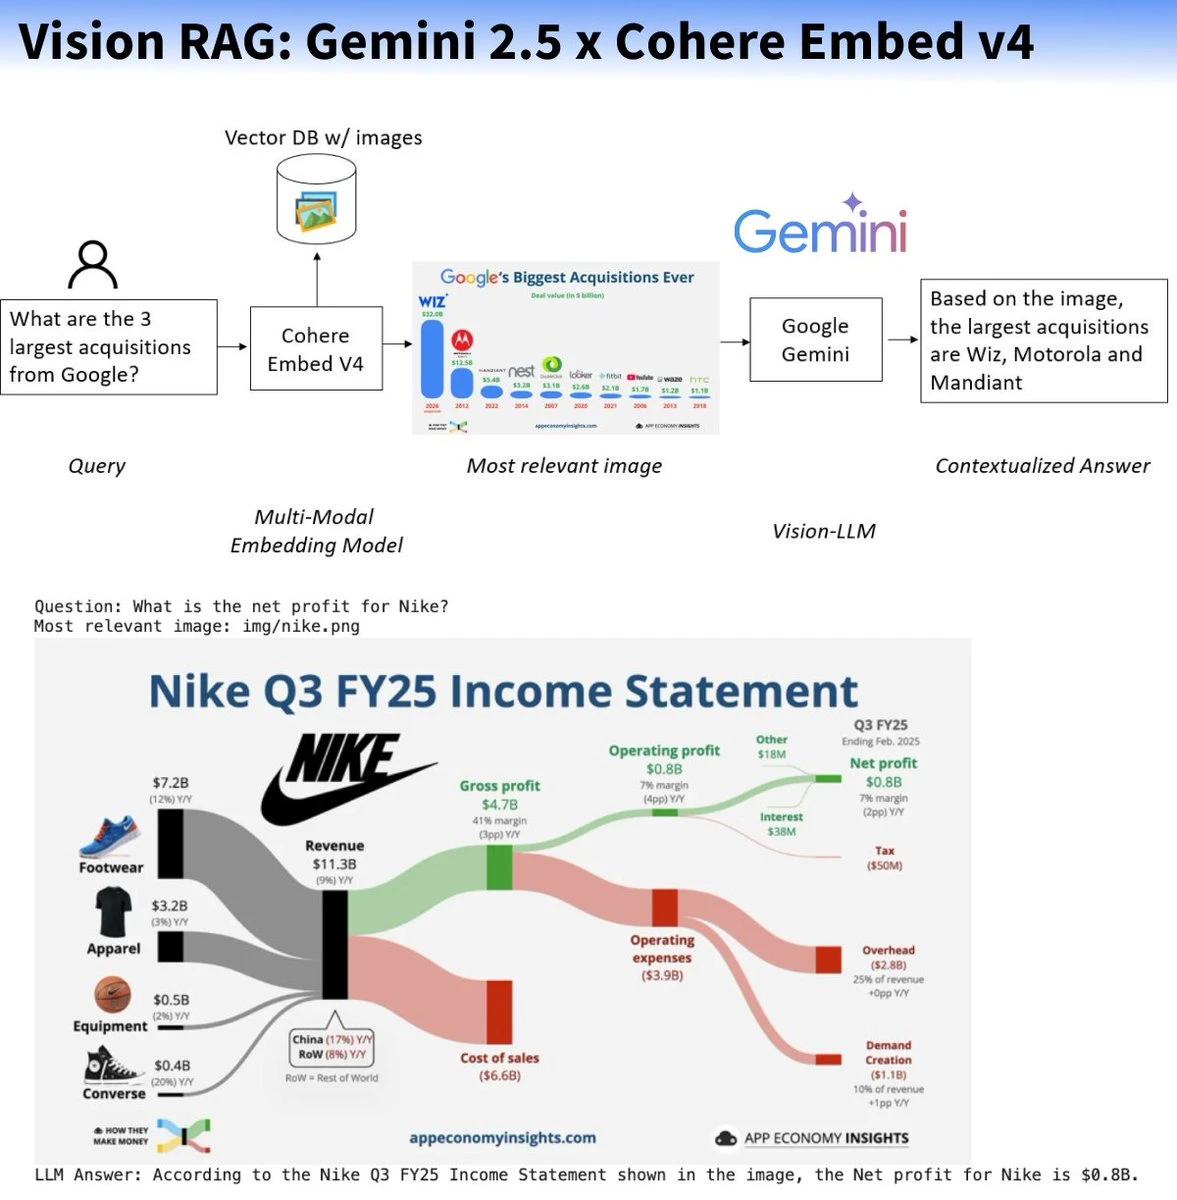 Vision RAG: Gemini 2.5 x Cohere Embed v4
Vector DB w/ images
Gemini
What are the 3
largest acquisitions
from Google?
Cohere
Embed V4
Google's Biggest Acquisitions Ever
Deal value (in $ billion)
WIZ
$32.0B
$12.5B
MANDIANT
$5.4B
nest
$3.2B
$3.1B
looker
$2.6B
fitbit
$2.1B
YouTube
$1.7B
waze
$1.2B
htc
$1.1B
2026
2012
2022
2014
2007
2020
2021
2006
2013
2018
HOW THEY
MAKE MONEY
appeconomyinsights.com
APP ECONOMY INSIGHTS
Google
Gemini
Based on the image,
the largest acquisitions
are Wiz, Motorola and
Mandiant
Query
Most relevant image
Contextualized Answer
Multi-Modal
Embedding Model
Vision-LLM
Question: What is the net profit for Nike?
Most relevant image: img/nike.png
Nike Q3 FY25 Income Statement
NIKE
Q3 FY25
Ending Feb. 2025
$7.2B
(12%) Y/Y
Footwear
$3.2B
(3%) Y/Y
Apparel
$0.5B
(2%) Y/Y
Equipment
$0.4B
(20%) Y/Y
Converse
Revenue
$11.3B
(9%) Y/Y
China (17%) Y/Y
RoW (8%) Y/Y
RoW = Rest of World
Gross profit
$4.7B
41% margin
(3pp) Y/Y
Cost of sales
($6.6B)
Operating profit
$0.8B
7% margin
(4pp) Y/Y
Operating
expenses
($3.9B)
Other
$18M
Interest
$38M
Net profit
$0.8B
7% margin
(2pp) Y/Y
Tax
($50M)
Overhead
($2.8B)
25% of revenue
+0pp Y/Y
Demand
Creation
($1.1B)
10% of revenue
+1pp Y/Y
HOW THEY
MAKE MONEY
appeconomyinsights.com
APP ECONOMY INSIGHTS
LLM Answer: According to the Nike Q3 FY25 Income Statement shown in the image, the Net profit for Nike is $0.8B.